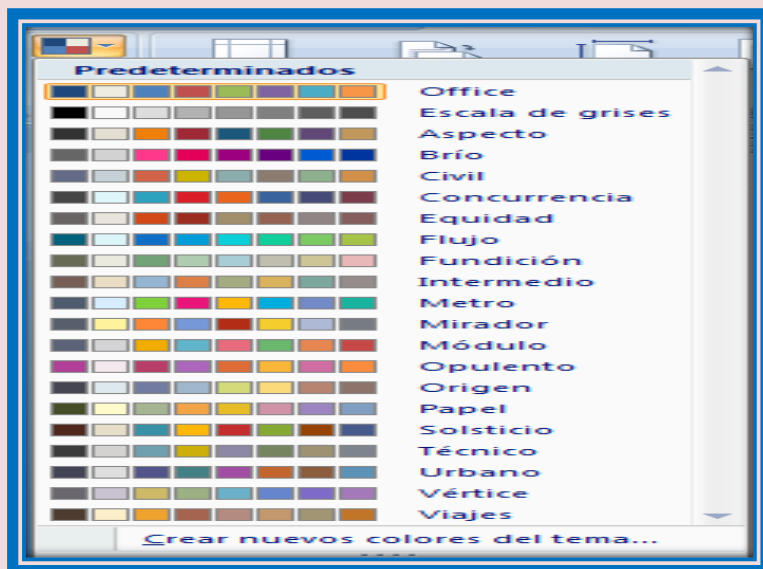 Predeterminados
Office
Escala de grises
Aspecto
Brío
Civil
Concurrencia
Equidad
Flujo
Fundición
Intermedio
Metro
Mirador
Módulo
Opulento
Origen
Papel
Solsticio
Técnico
Urbano
Vértice
Viajes
Crear nuevos colores del tema...